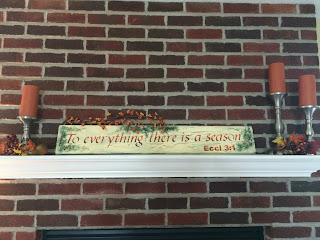 To everything there is a season
Eccl 3:1